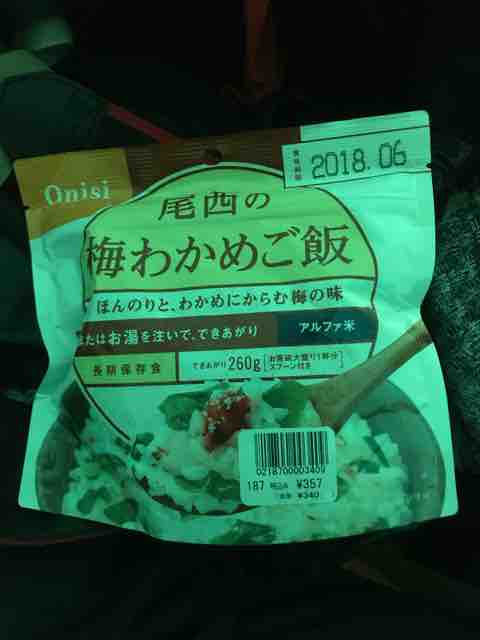 賞味期限 2018.06
Onisi
尾西の
梅わかめご飯
ほんのりと、わかめにからむ梅の味
またはお湯を注いで、できあがり
アルファ米
長期保存食
できあがり 260g [お茶碗大盛り1杯分 スプーン付き]
0218700003409
187 税込み ¥357
¥340